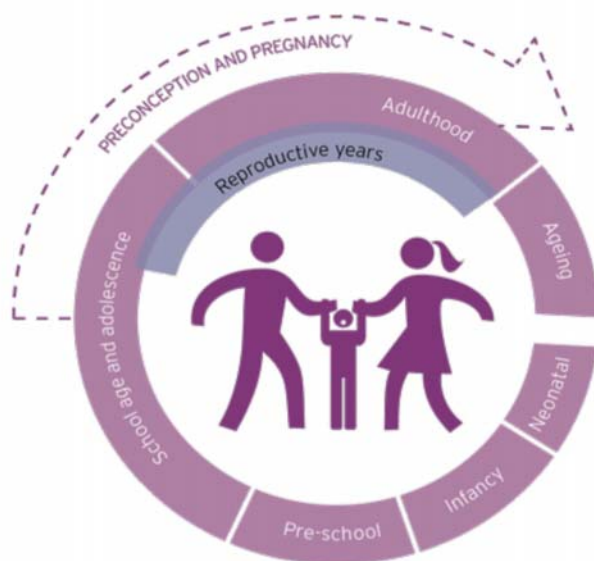 PRECONCEPTION AND PREGNANCY
Adulthood
Reproductive years
Ageing
School age and adolescence
Neonatal
Infancy
Pre-school